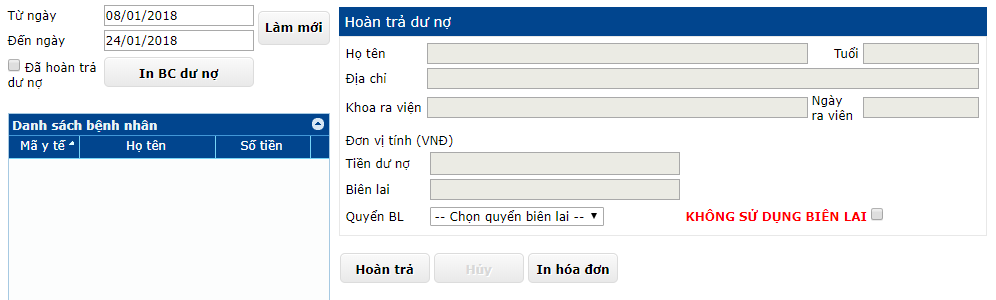 Từ ngày 08/01/2018 Làm mới
Đến ngày 24/01/2018
Đã hoàn trả dư nợ In BC dư nợ
Danh sách bệnh nhân
Mã y tế Họ tên Số tiền
Hoàn trả dư nợ
Họ tên Tuổi
Địa chỉ
Khoa ra viện Ngày ra viên
Đơn vị tính (VNĐ)
Tiền dư nợ
Biên lai
Quyển BL -- Chọn quyển biên lai -- KHÔNG SỬ DỤNG BIÊN LAI
Hoàn trả Hủy In hóa đơn